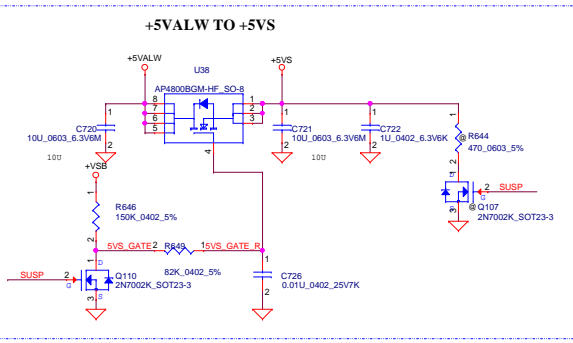 +5VALW TO +5VS
+5VALW
+5VS
U38
AP4800BGM-HF_SO-8
8
7
6
5
1
2
3
4
1
C720
10U_0603_6.3V6M
2
10U
1
C721
10U_0603_6.3V6M
2
10U
1
C722
1U_0402_6.3V6K
2
1
@ R644
470_0603_5%
2
D
SUSP
2
G
@ Q107
2N7002K_SOT23-3
S
3
+VSB
1
R646
150K_0402_5%
2
5VS_GATE 2 R649 1 5VS_GATE_R
82K_0402_5%
1
D
SUSP
2
G
Q110
2N7002K_SOT23-3
S
3
1
C726
0.01U_0402_25V7K
2